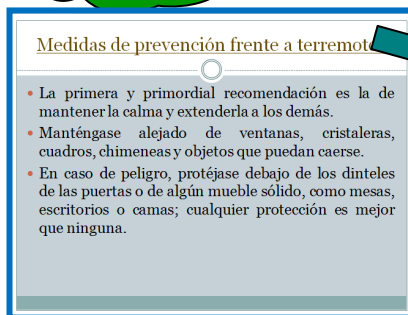 Medidas de prevención frente a terremoto
La primera y primordial recomendación es la de
mantener la calma y extenderla a los demás.
Manténgase alejado de ventanas, cristaleras,
cuadros, chimeneas y objetos que puedan caerse.
En caso de peligro, protéjase debajo de los dinteles
de las puertas o de algún mueble sólido, como mesas,
escritorios o camas; cualquier protección es mejor
que ninguna.